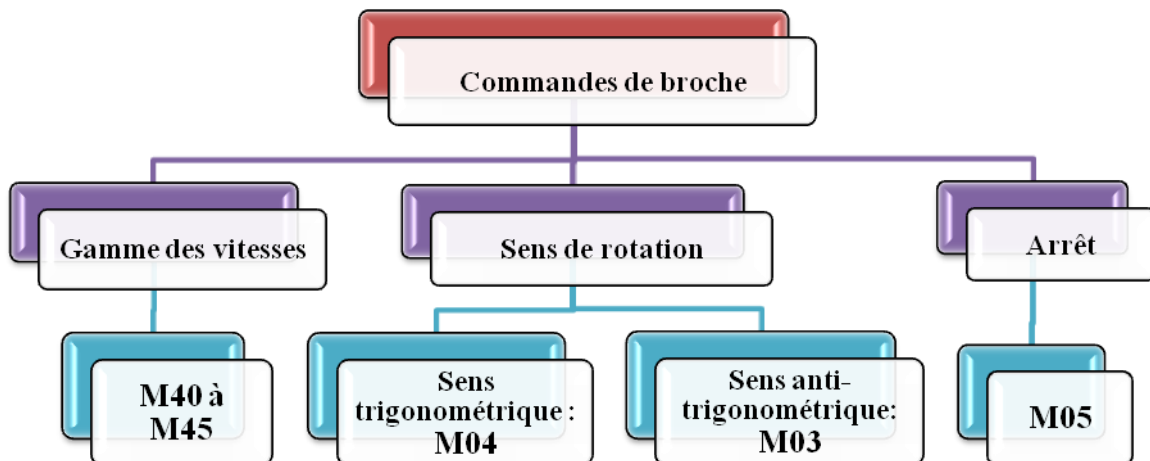 Commandes de broche
Gamme des vitesses
Sens de rotation
Arrêt
M40 à
M45
Sens
trigonométrique :
M04
Sens anti-
trigonométrique:
M03
M05